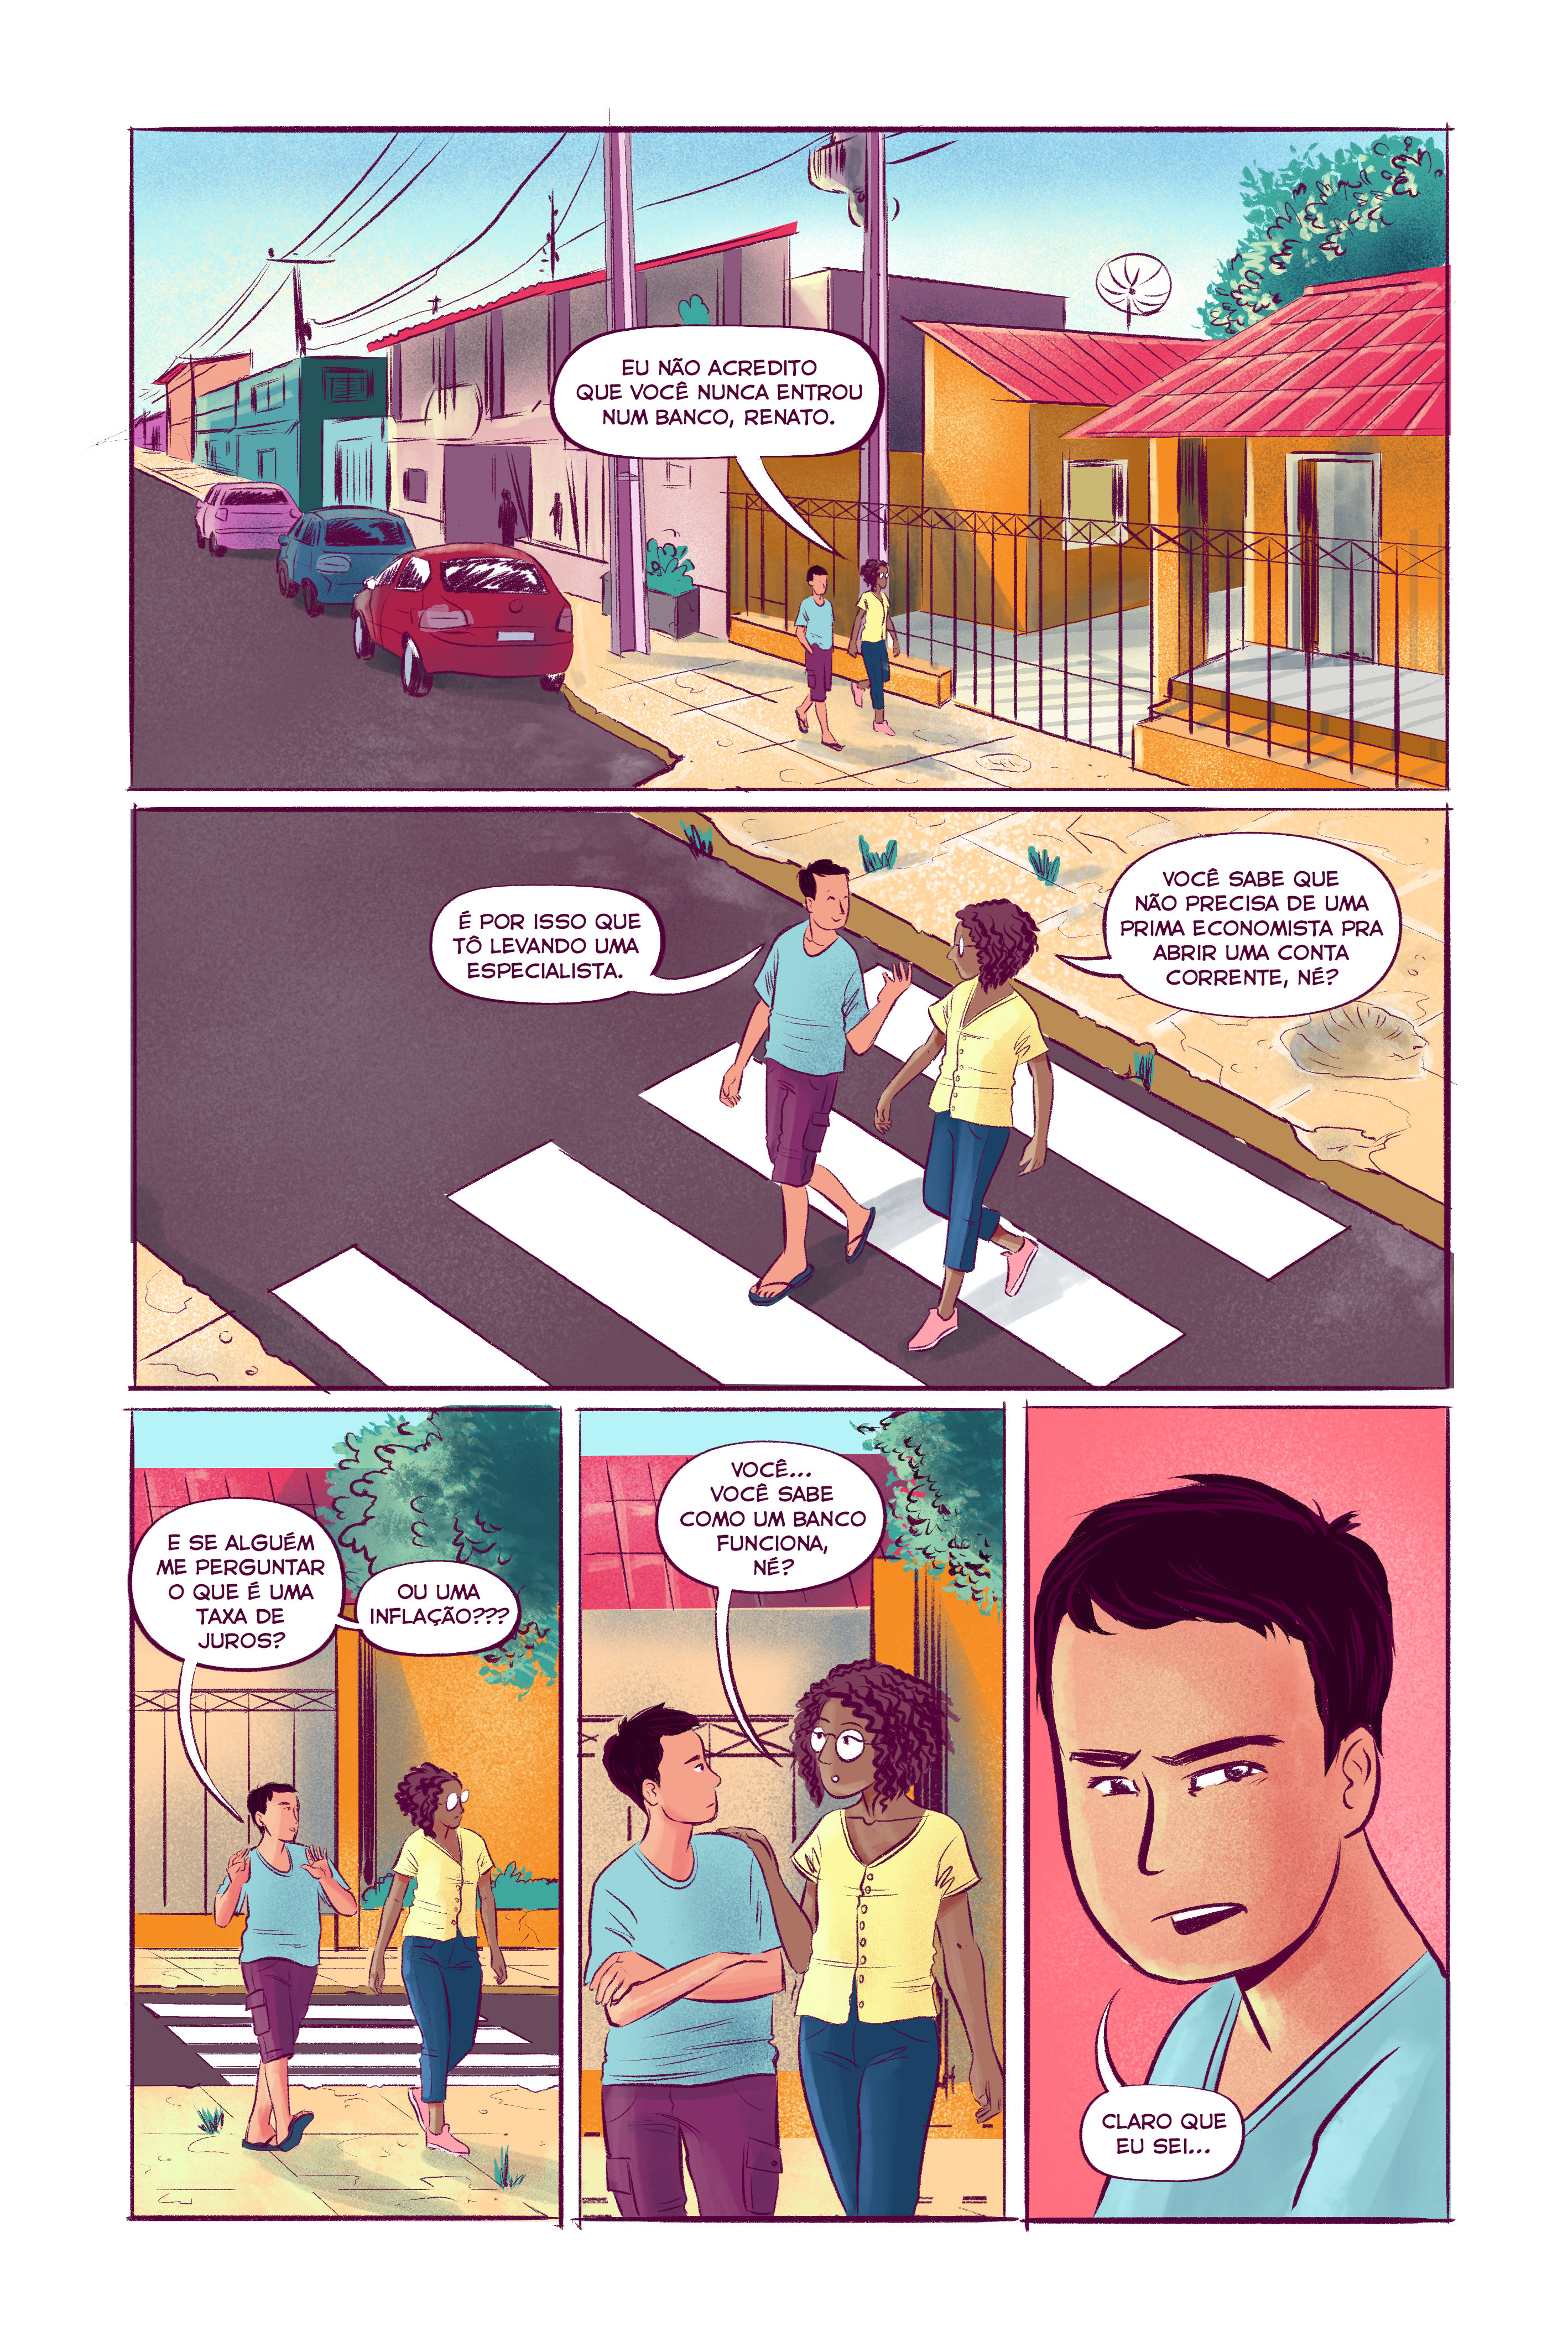 EU NÃO ACREDITO
QUE VOCÊ NUNCA ENTROU
NUM BANCO, RENATO.
É POR ISSO QUE
TÔ LEVANDO UMA
ESPECIALISTA.
VOCÊ SABE QUE
NÃO PRECISA DE UMA
PRIMA ECONOMISTA PRA
ABRIR UMA CONTA
CORRENTE, NÉ?
E SE ALGUÉM
ME PERGUNTAR
O QUE É UMA
TAXA DE
JUROS?
OU UMA
INFLAÇÃO???
VOCÊ...
VOCÊ SABE
COMO UM BANCO
FUNCIONA,
NÉ?
CLARO QUE
EU SEI...